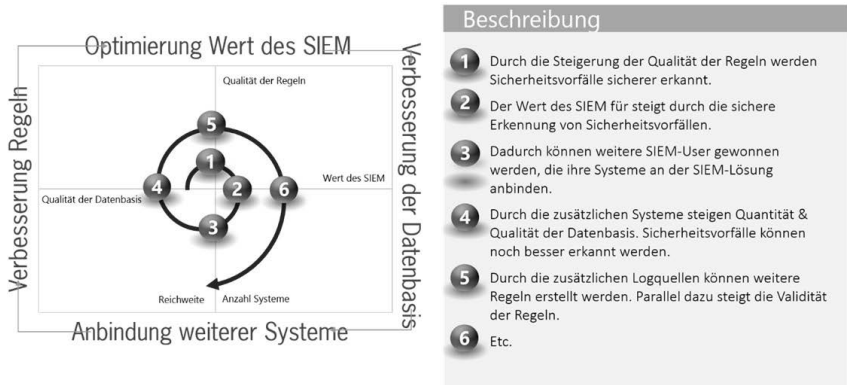 Optimierung Wert des SIEM
Verbesserung Regeln
Verbesserung der Datenbasis
Anbindung weiterer Systeme
Qualität der Regeln
Wert des SIEM
Qualität der Datenbasis
Reichweite
Anzahl Systeme
5
1
4
2
6
3
Beschreibung
1 Durch die Steigerung der Qualität der Regeln werden
Sicherheitsvorfälle sicherer erkannt.
2 Der Wert des SIEM für steigt durch die sichere
Erkennung von Sicherheitsvorfällen.
3 Dadurch können weitere SIEM-User gewonnen
werden, die ihre Systeme an der SIEM-Lösung
anbinden.
4 Durch die zusätzlichen Systeme steigen Quantität &
Qualität der Datenbasis. Sicherheitsvorfälle können
noch besser erkannt werden.
5 Durch die zusätzlichen Logquellen können weitere
Regeln erstellt werden. Parallel dazu steigt die Validität
der Regeln.
6 Etc.